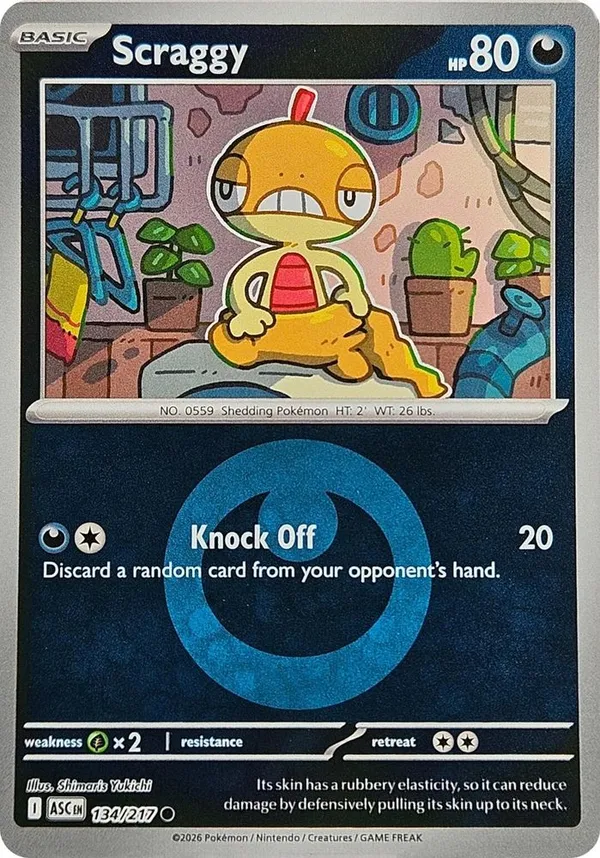 BASIC
Scraggy
HP 80
NO. 0559 Shedding Pokémon HT: 2' WT: 26 lbs.
Knock Off 20
Discard a random card from your opponent's hand.
weakness ×2 resistance retreat
Illus. Shimaris Yukichi
Its skin has a rubbery elasticity, so it can reduce
damage by defensively pulling its skin up to its neck.
I ASC EN 134/217
©2026 Pokémon / Nintendo / Creatures / GAME FREAK